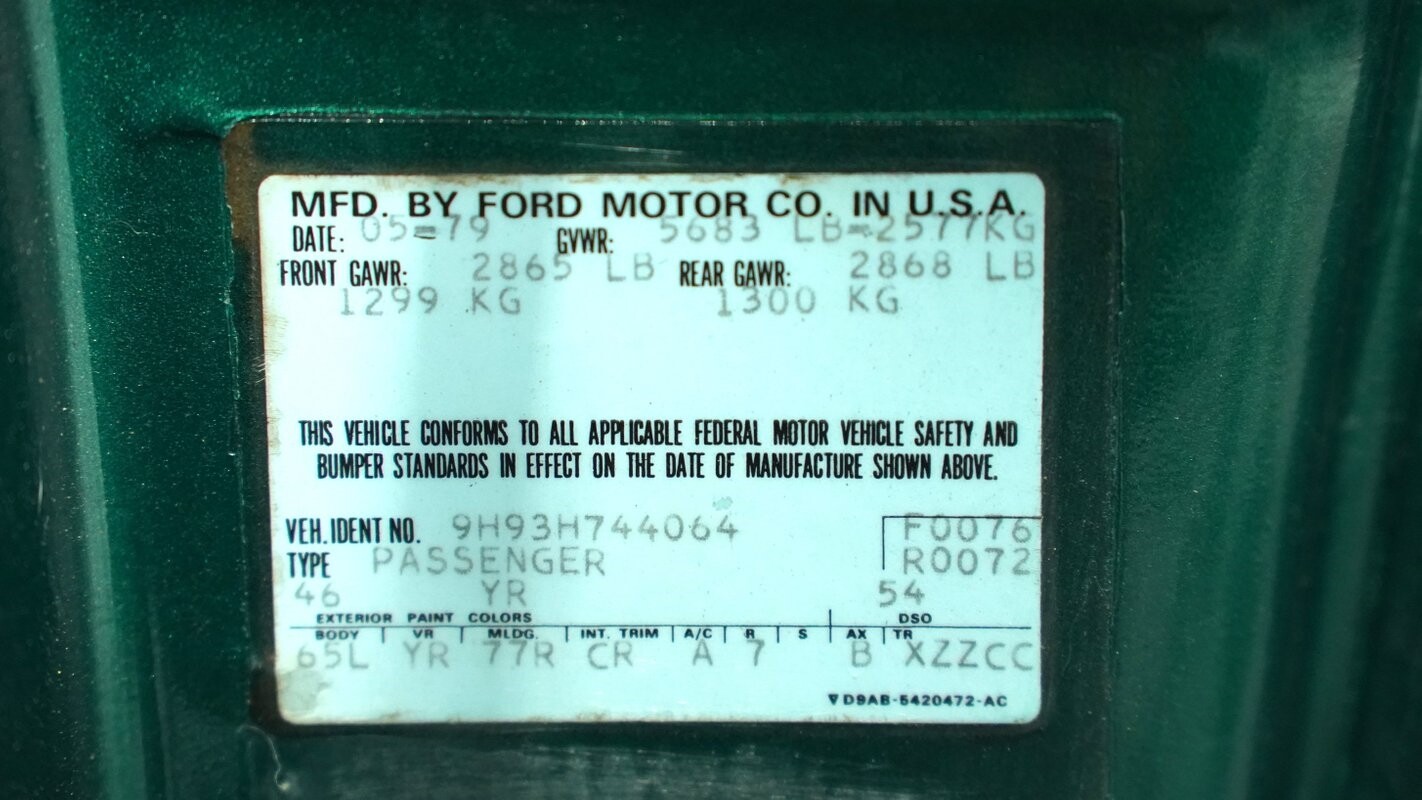 MFD. BY FORD MOTOR CO. IN U.S.A.
DATE: 05-79 GVWR: 5683 LB-2577KG
FRONT GAWR: 2865 LB REAR GAWR: 2868 LB
1299 KG 1300 KG
THIS VEHICLE CONFORMS TO ALL APPLICABLE FEDERAL MOTOR VEHICLE SAFETY AND
BUMPER STANDARDS IN EFFECT ON THE DATE OF MANUFACTURE SHOWN ABOVE.
VEH. IDENT NO. 9H93H744064 F0076
TYPE PASSENGER R0072
46 YR 54
EXTERIOR PAINT COLORS DSO
BODY VR MLDG. INT. TRIM A/C R S AX TR
65L YR 77R CR A 7 B XZZCC
▽D9AB-5420472-AC